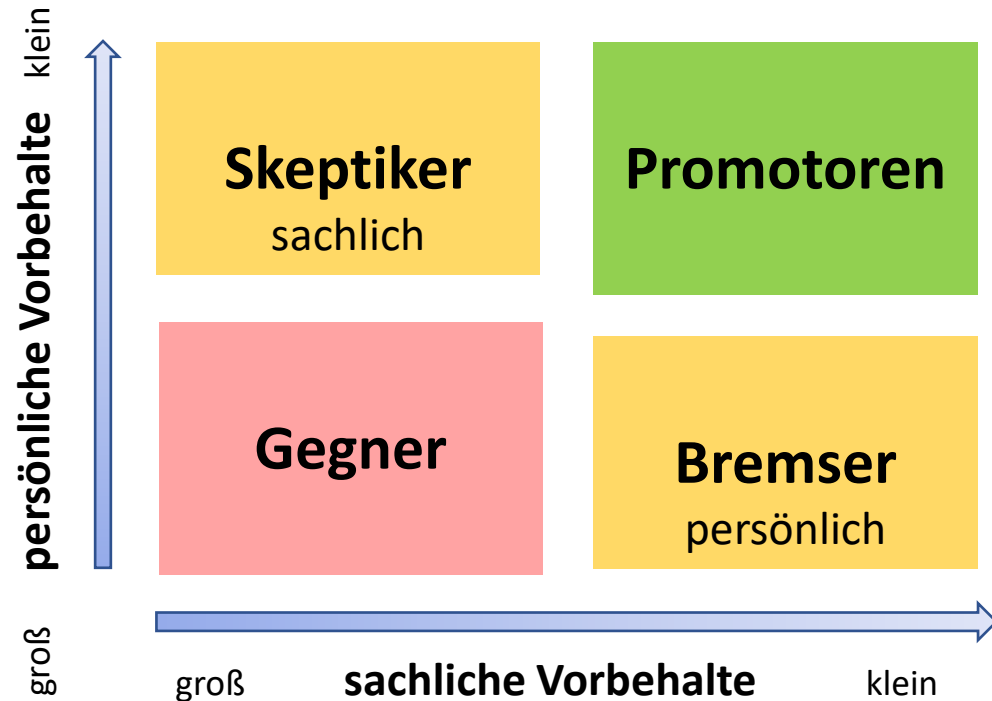 klein
persönliche Vorbehalte
groß
Skeptiker
sachlich
Promotoren
Gegner
Bremser
persönlich
groß
sachliche Vorbehalte
klein